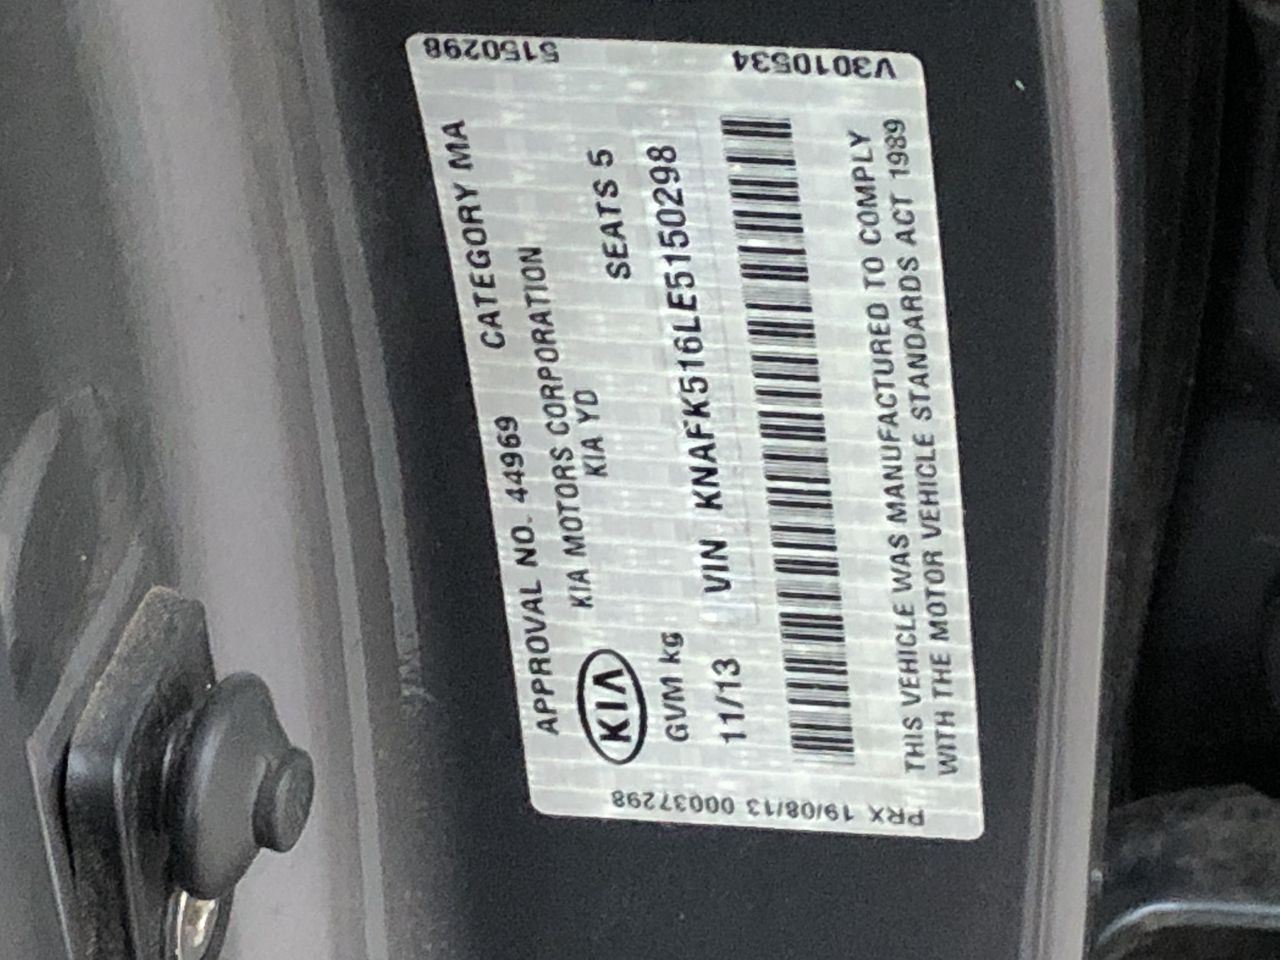 5150298
V3010534
APPROVAL NO. 44969 CATEGORY MA
KIA MOTORS CORPORATION
KIA YD
KIA
SEATS 5
GVM kg
11/13 VIN KNAFK516LE5150298
THIS VEHICLE WAS MANUFACTURED TO COMPLY
WITH THE MOTOR VEHICLE STANDARDS ACT 1989
PRX 19/08/13 00037298